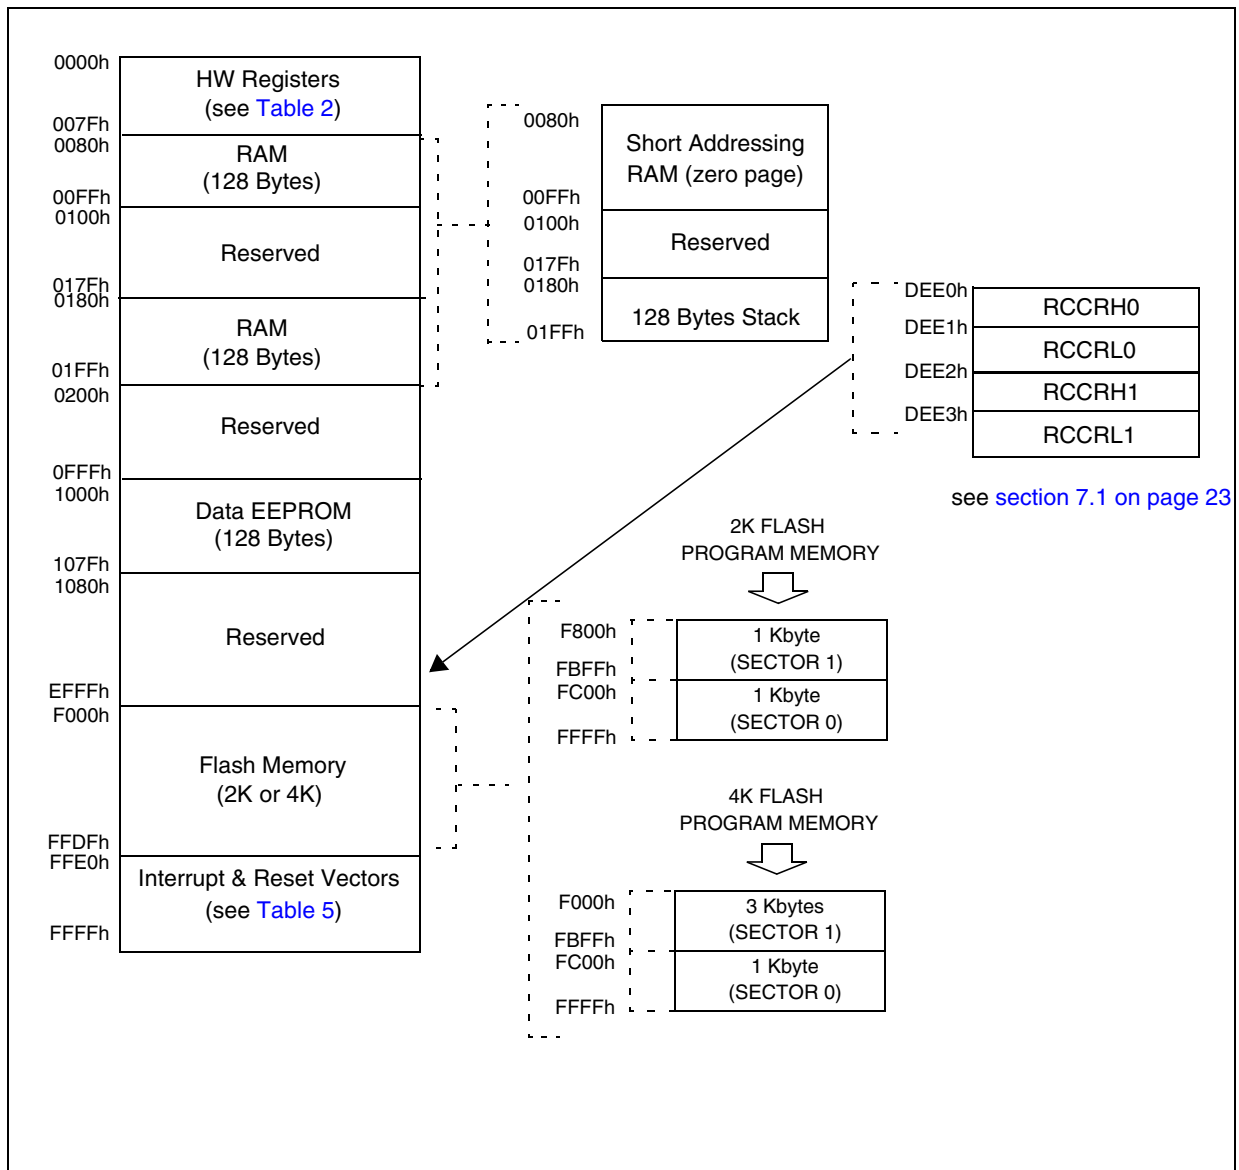 0000h
HW Registers
(see Table 2)
007Fh
0080h
RAM
(128 Bytes)
00FFh
0100h
Reserved
017Fh
0180h
RAM
(128 Bytes)
01FFh
0200h
Reserved
0FFFh
1000h
Data EEPROM
(128 Bytes)
107Fh
1080h
Reserved
EFFFh
F000h
Flash Memory
(2K or 4K)
FFDFh
FFE0h
Interrupt & Reset Vectors
(see Table 5)
FFFFh
0080h
Short Addressing
RAM (zero page)
00FFh
0100h
Reserved
017Fh
0180h
128 Bytes Stack
01FFh
DEE0h
RCCRH0
DEE1h
RCCRL0
DEE2h
RCCRH1
DEE3h
RCCRL1
see section 7.1 on page 23
2K FLASH
PROGRAM MEMORY
F800h
1 Kbyte
(SECTOR 1)
FBFFh
FC00h
1 Kbyte
(SECTOR 0)
FFFFh
4K FLASH
PROGRAM MEMORY
F000h
3 Kbytes
(SECTOR 1)
FBFFh
FC00h
1 Kbyte
(SECTOR 0)
FFFFh